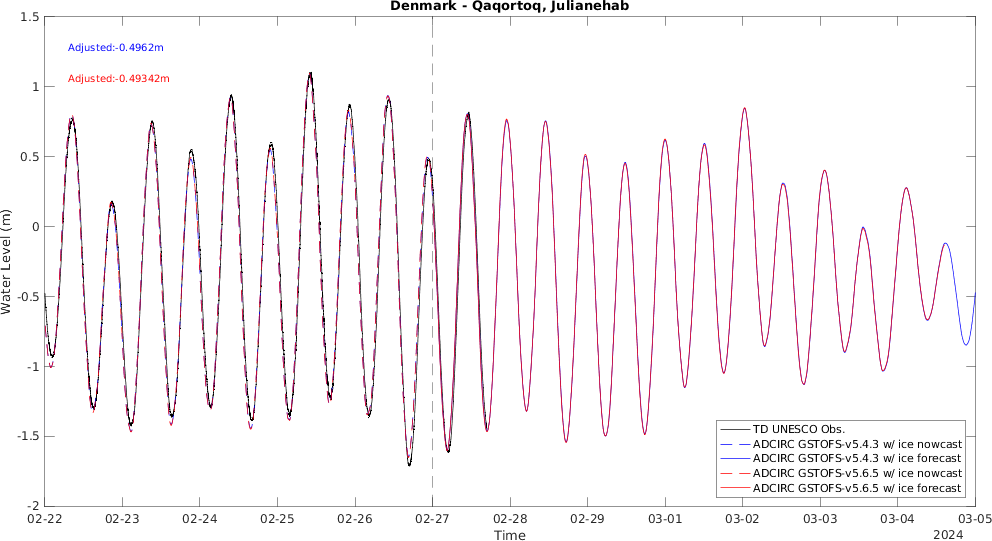 Denmark - Qaqortoq, Julianehab
Adjusted:-0.4962m
Adjusted:-0.49342m
1.5
1
0.5
0
-0.5
-1
-1.5
-2
Water Level (m)
TD UNESCO Obs.
ADCIRC GSTOFS-v5.4.3 w/ ice nowcast
ADCIRC GSTOFS-v5.4.3 w/ ice forecast
ADCIRC GSTOFS-v5.6.5 w/ ice nowcast
ADCIRC GSTOFS-v5.6.5 w/ ice forecast
02-22 02-23 02-24 02-25 02-26 02-27 02-28 02-29 03-01 03-02 03-03 03-04 03-05
Time
2024